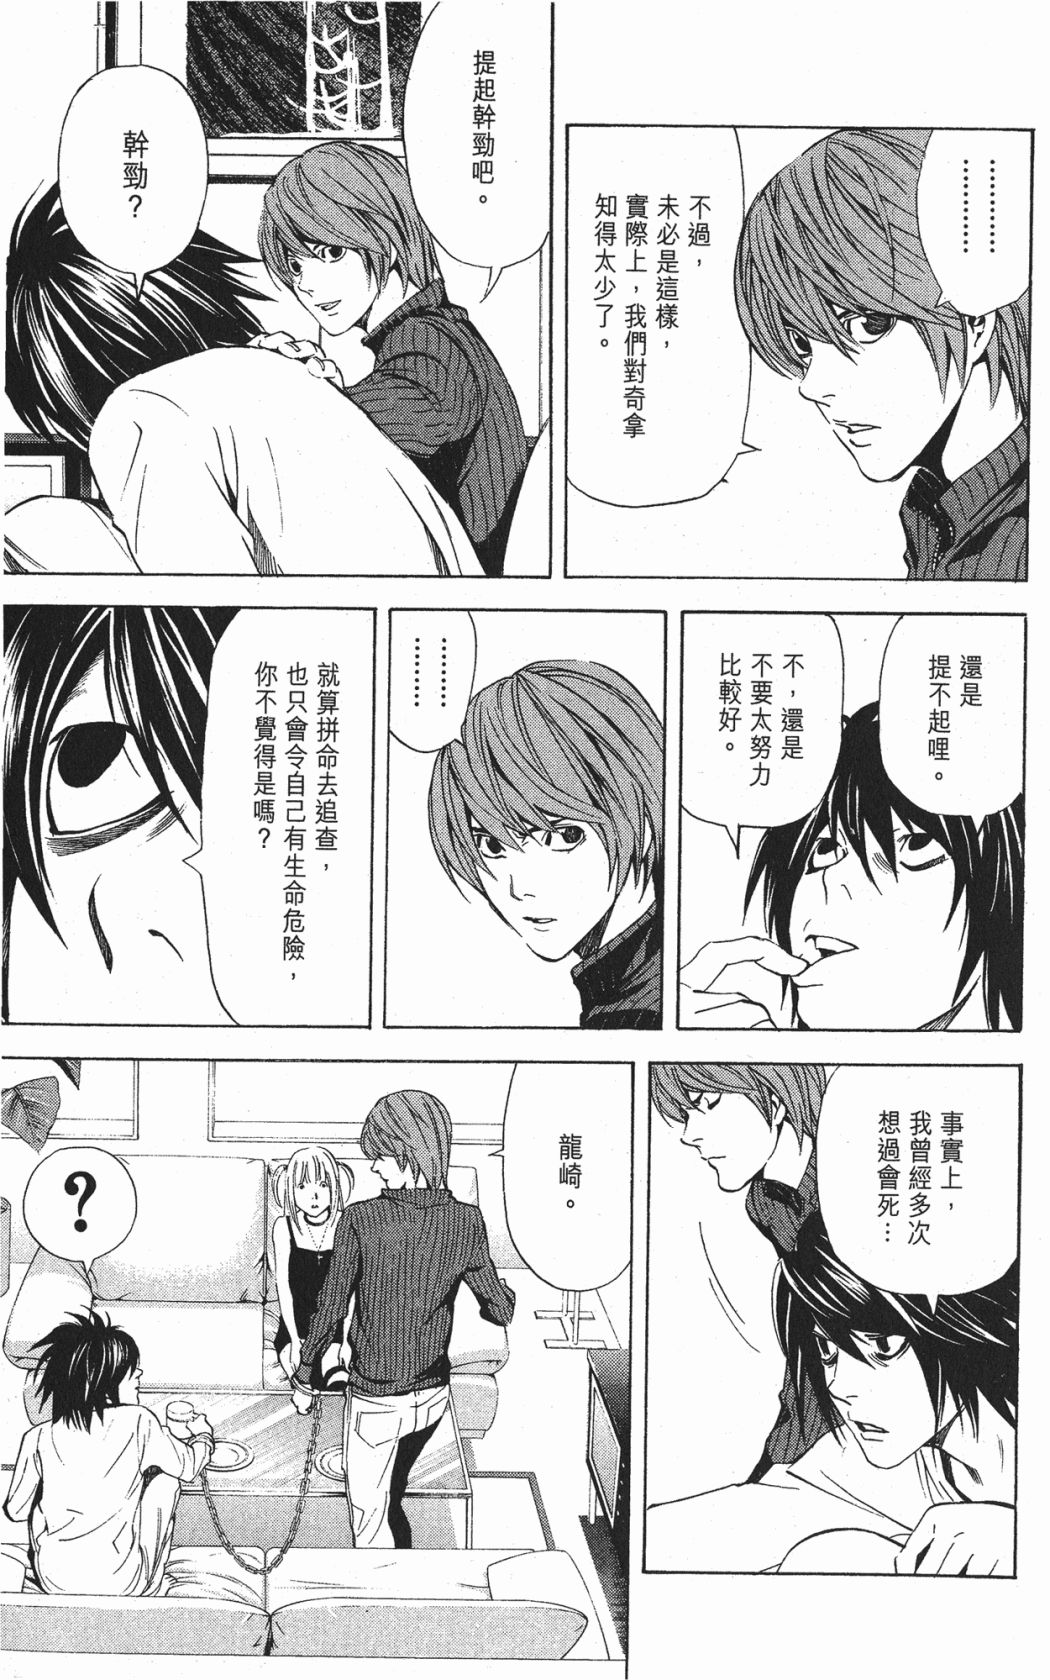 …………
不過，
未必是這樣，
實際上，我們對奇拿
知得太少了。
提起幹勁吧。
幹勁？
還是
提不起哩。
不，還是
不要太努力
比較好。
…………
就算拼命去追查，
也只會令自己有生命危險，
你不覺得是嗎？
事實上，
我曾經多次
想過會死…
龍崎。
？